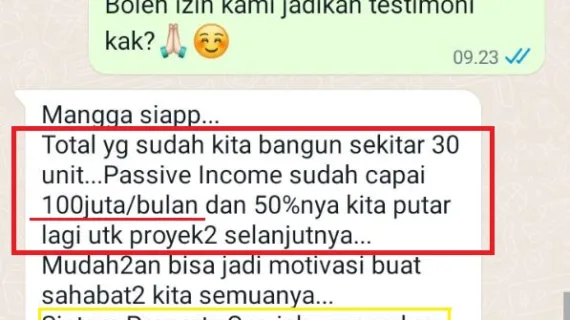 Boleh izin kami jadikan testimoni
kak?🙏🏻☺️
09.23
Mangga siapp...
Total yg sudah kita bangun sekitar 30
unit...Passive Income sudah capai
100juta/bulan dan 50%nya kita putar
lagi utk proyek2 selanjutnya...
Mudah2an bisa jadi motivasi buat
sahabat2 kita semuanya...